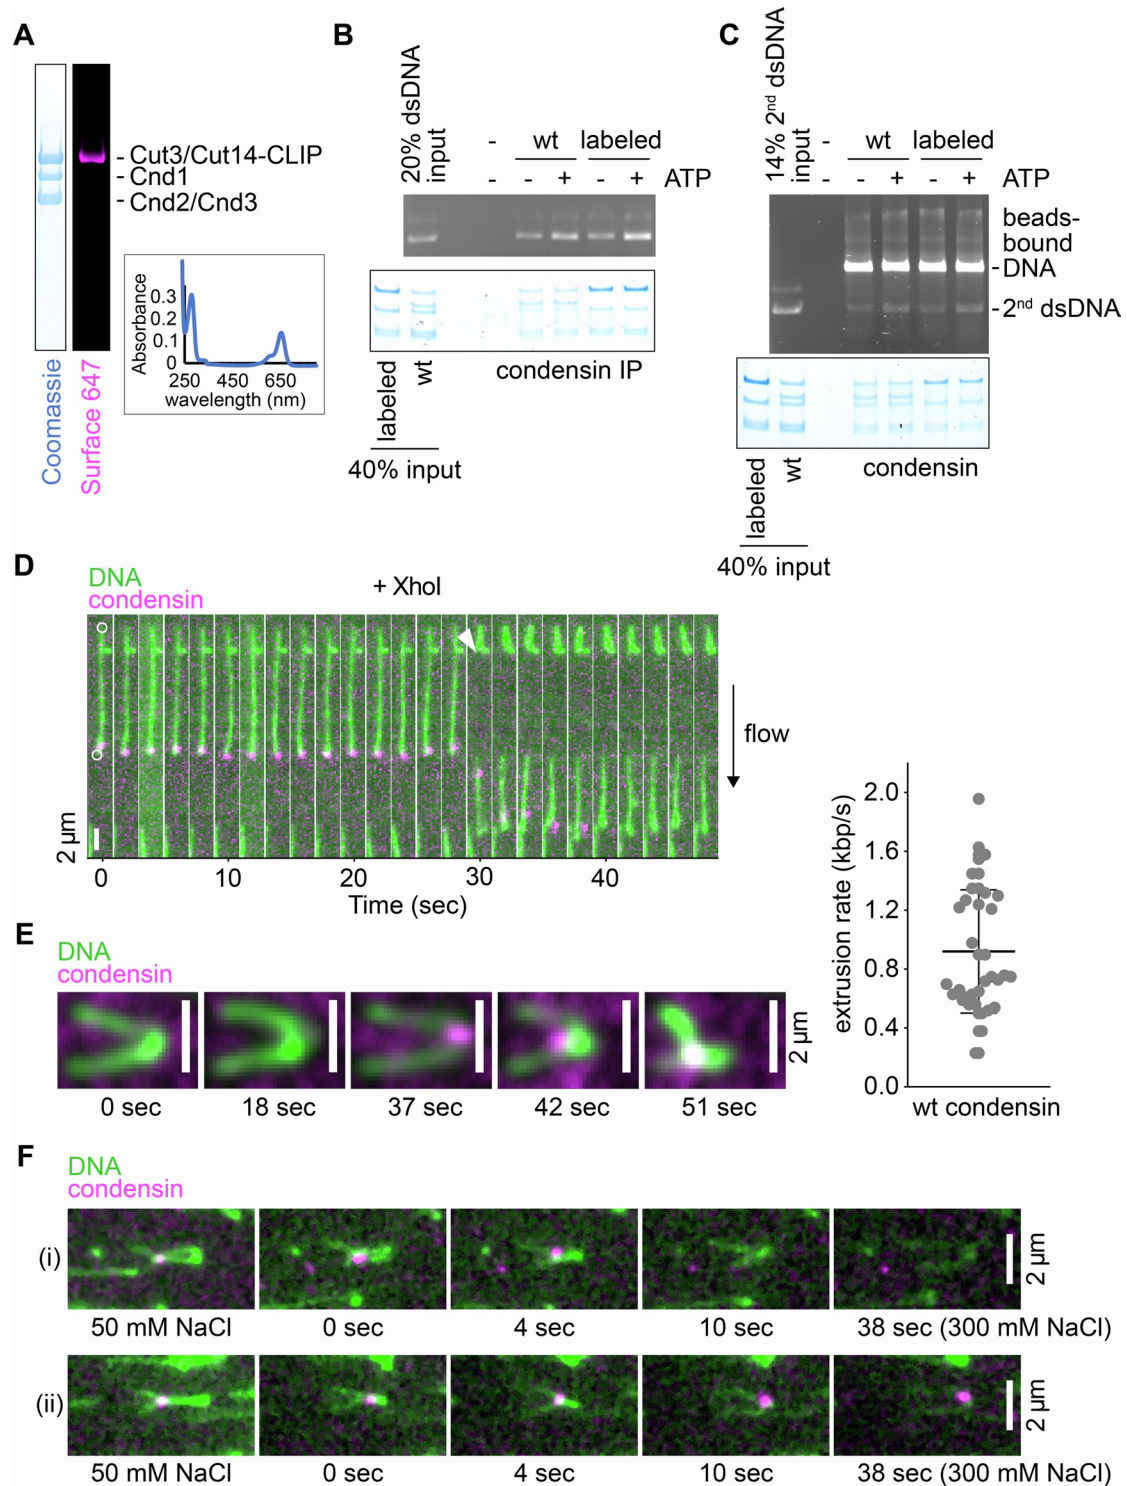 A
Coomassie
Surface 647
- Cut3/Cut14-CLIP
- Cnd1
- Cnd2/Cnd3
Absorbance
0.3
0.2
0.1
0
250 450 650
wavelength (nm)
B
20% dsDNA
input
- wt labeled
- - + - + ATP
labeled
wt
condensin IP
40% input
C
14% 2nd dsDNA
input
- wt labeled
- - + - + ATP
beads-
bound
- DNA
- 2nd dsDNA
labeled
wt
condensin
40% input
D
DNA
condensin
+ XhoI
flow
2 μm
0 10 20 30 40
Time (sec)
E
DNA
condensin
2 μm
0 sec 18 sec 37 sec 42 sec 51 sec
extrusion rate (kbp/s)
2.0
1.6
1.2
0.8
0.4
0.0
wt condensin
F
DNA
condensin
(i)
2 μm
50 mM NaCl 0 sec 4 sec 10 sec 38 sec (300 mM NaCl)
(ii)
2 μm
50 mM NaCl 0 sec 4 sec 10 sec 38 sec (300 mM NaCl)